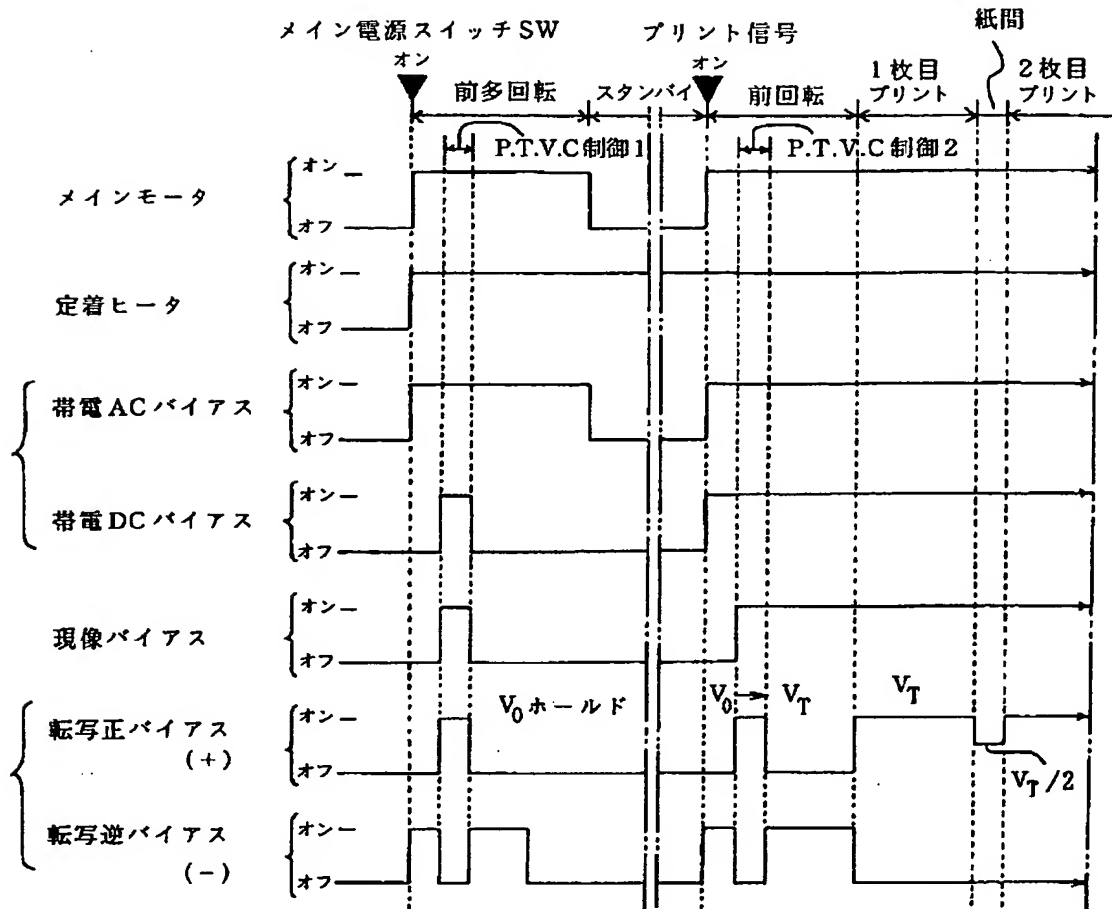 メイン電源スイッチSW
プリント信号
紙間
オン
オン
前多回転
スタンバイ
前回転
1枚目
プリント
2枚目
プリント
P.T.V.C制御1
P.T.V.C制御2
メインモータ
オン
オフ
定着ヒータ
オン
オフ
帯電ACバイアス
オン
オフ
帯電DCバイアス
オン
オフ
現像バイアス
オン
オフ
転写正バイアス
(+)
オン
オフ
V0ホールド
V0
VT
VT
VT/2
転写逆バイアス
(-)
オン
オフ